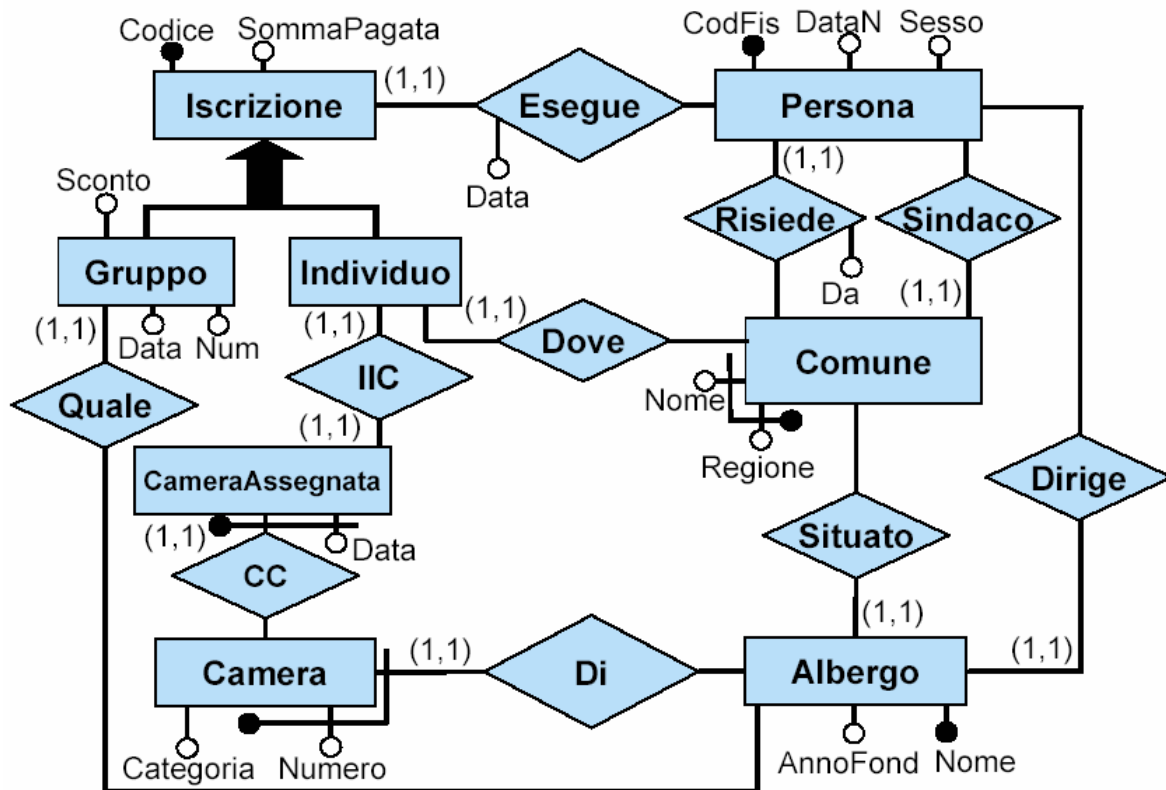 Codice SommaPagata CodFis DataN Sesso
(1,1)
Iscrizione Esegue Persona
Sconto Data (1,1)
Risiede Sindaco
Gruppo Individuo Da
(1,1) (1,1) (1,1) (1,1)
Data Num Dove Comune
Quale IIC Nome
(1,1) Regione
CameraAssegnata Dirige
(1,1) Data Situato
CC
(1,1) (1,1) (1,1)
Camera Di Albergo
Categoria Numero AnnoFond Nome